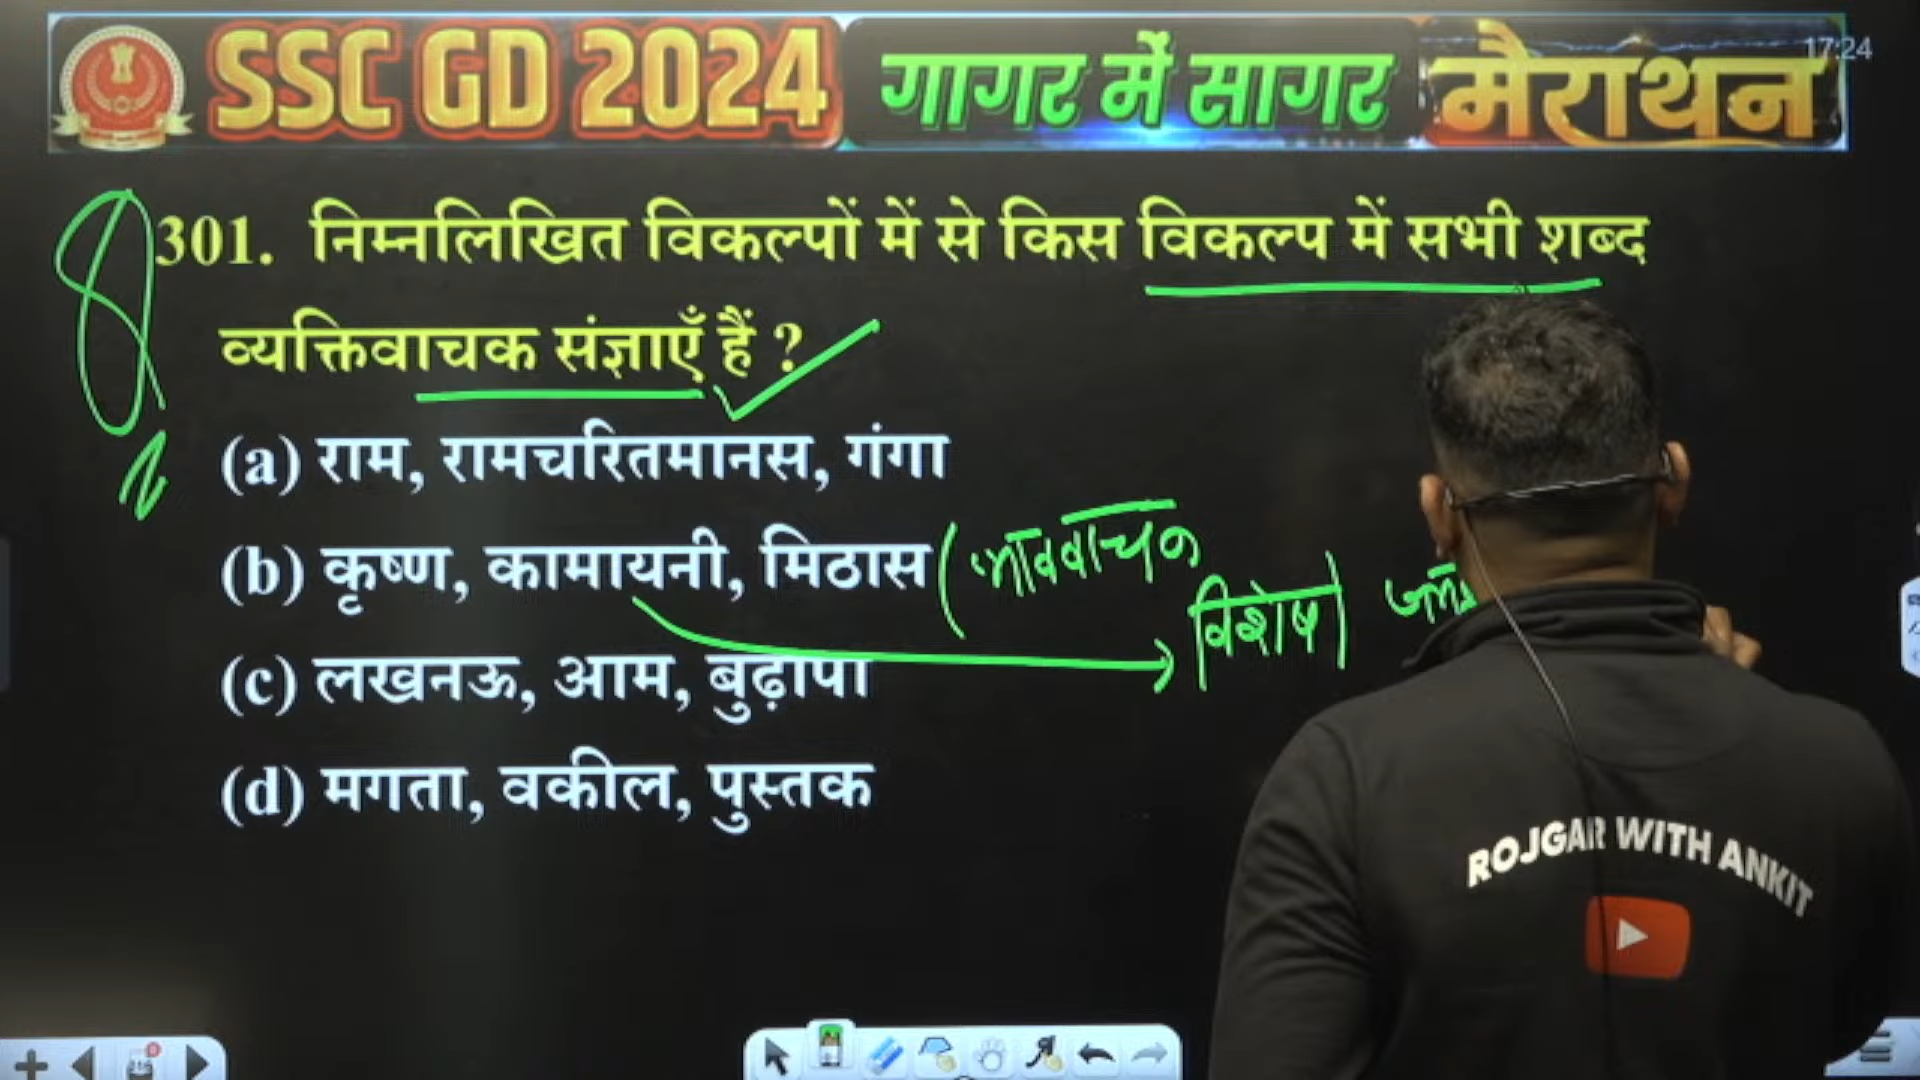 SSC GD 2024 गागर में सागर मैराथन
17:24
301. निम्नलिखित विकल्पों में से किस विकल्प में सभी शब्द
व्यक्तिवाचक संज्ञाएँ हैं ?
(a) राम, रामचरितमानस, गंगा
(b) कृष्ण, कामायनी, मिठास (भाववाचक
विशेष
(c) लखनऊ, आम, बुढ़ापा
(d) मगता, वकील, पुस्तक
ROJGAR WITH ANKIT